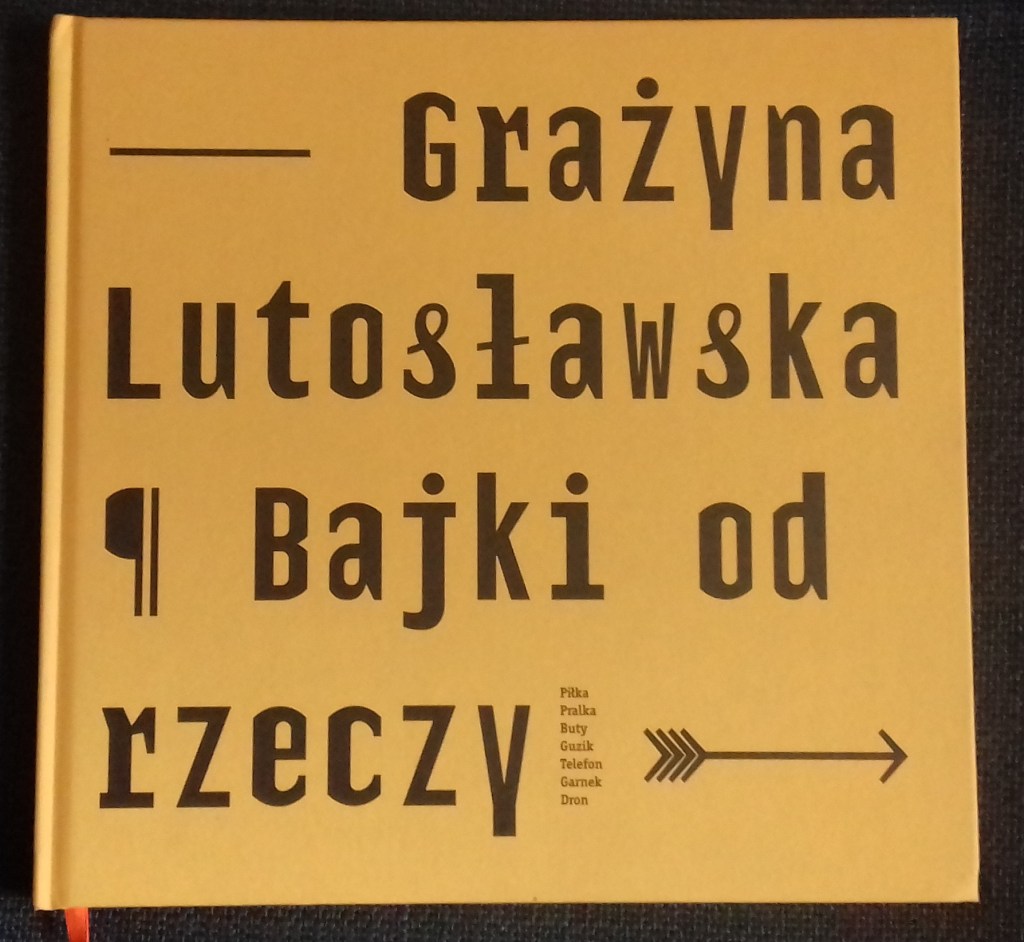 Grażyna
Lutosławska
¶ Bajki od
rzeczy
Piłka
Pralka
Buty
Guzik
Telefon
Garnek
Dron